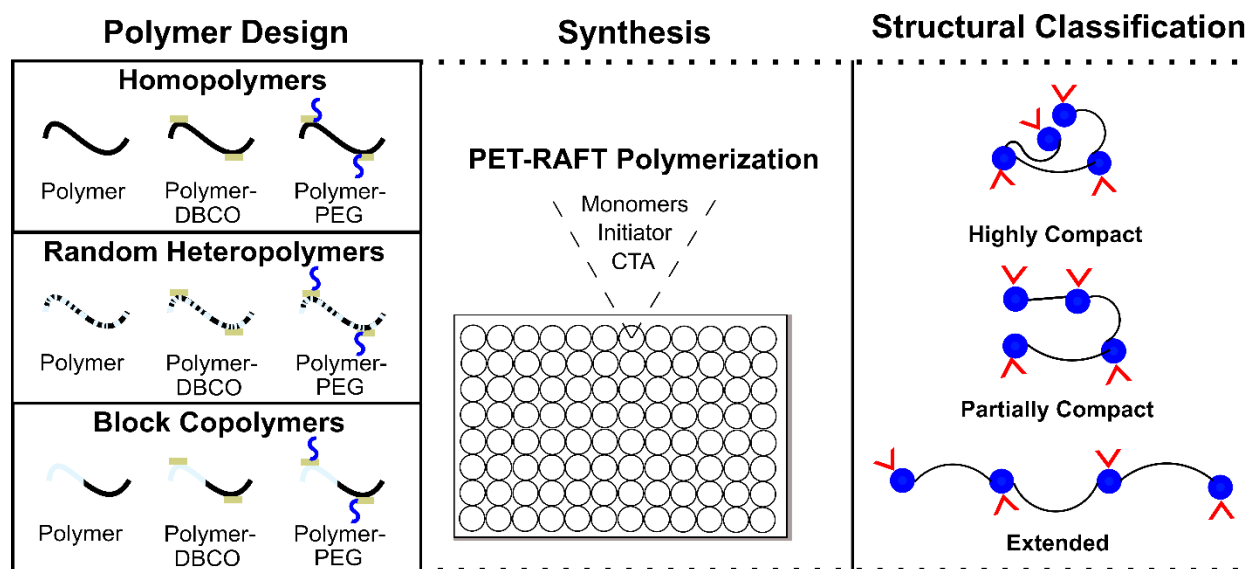 Polymer Design
Homopolymers
Polymer
Polymer-
DBCO
Polymer-
PEG
Random Heteropolymers
Polymer
Polymer-
DBCO
Polymer-
PEG
Block Copolymers
Polymer
Polymer-
DBCO
Polymer-
PEG
Synthesis
PET-RAFT Polymerization
Monomers
Initiator
CTA
Structural Classification
Highly Compact
Partially Compact
Extended